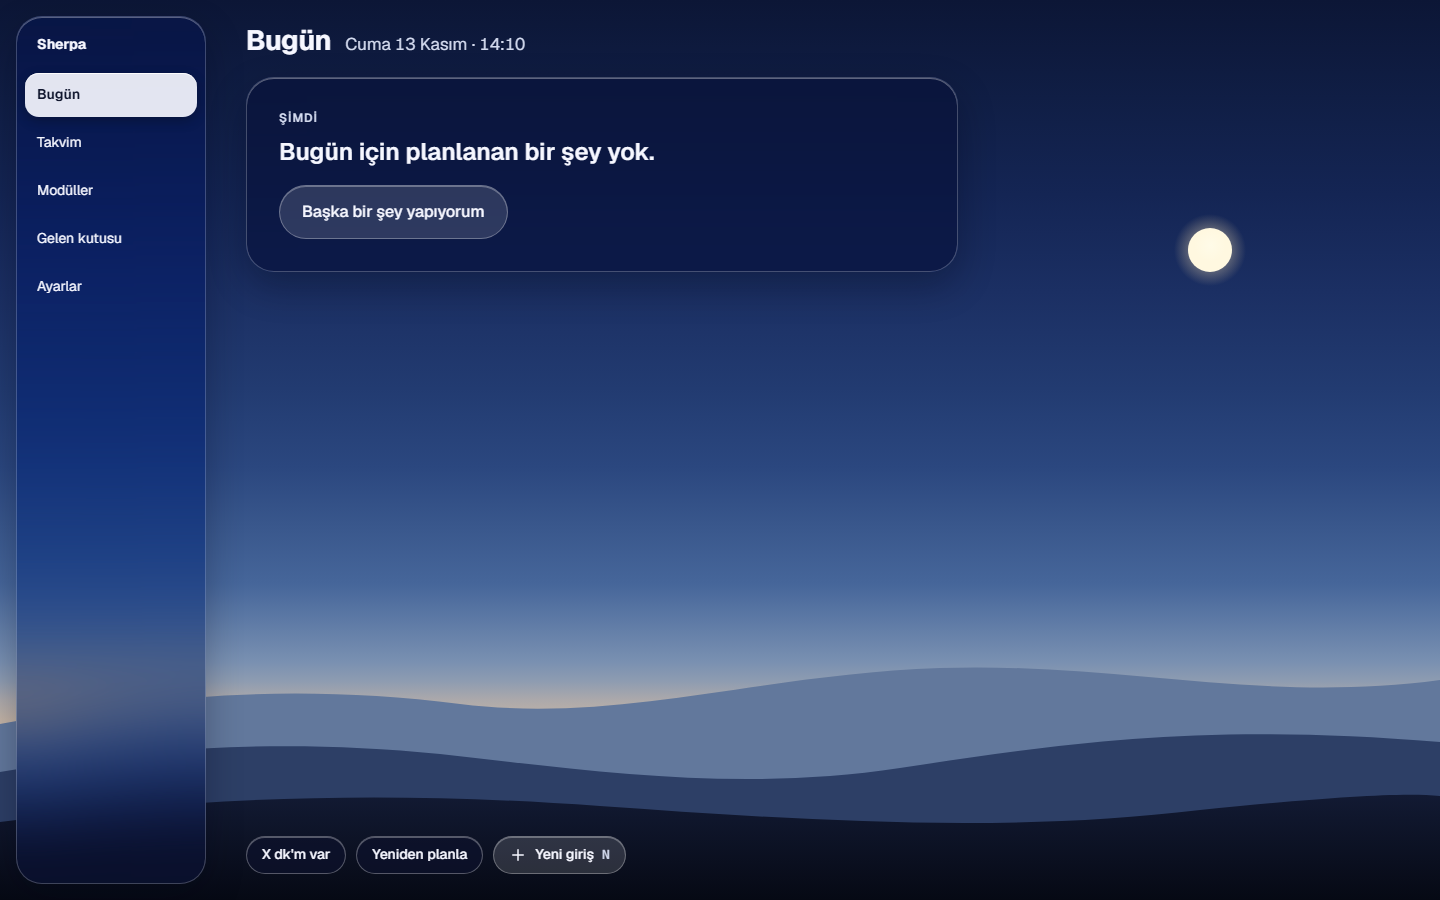 Sherpa
Bugün
Takvim
Modüller
Gelen kutusu
Ayarlar
Bugün Cuma 13 Kasım · 14:10
ŞİMDİ
Bugün için planlanan bir şey yok.
Başka bir şey yapıyorum
X dk'm var
Yeniden planla
Yeni giriş N